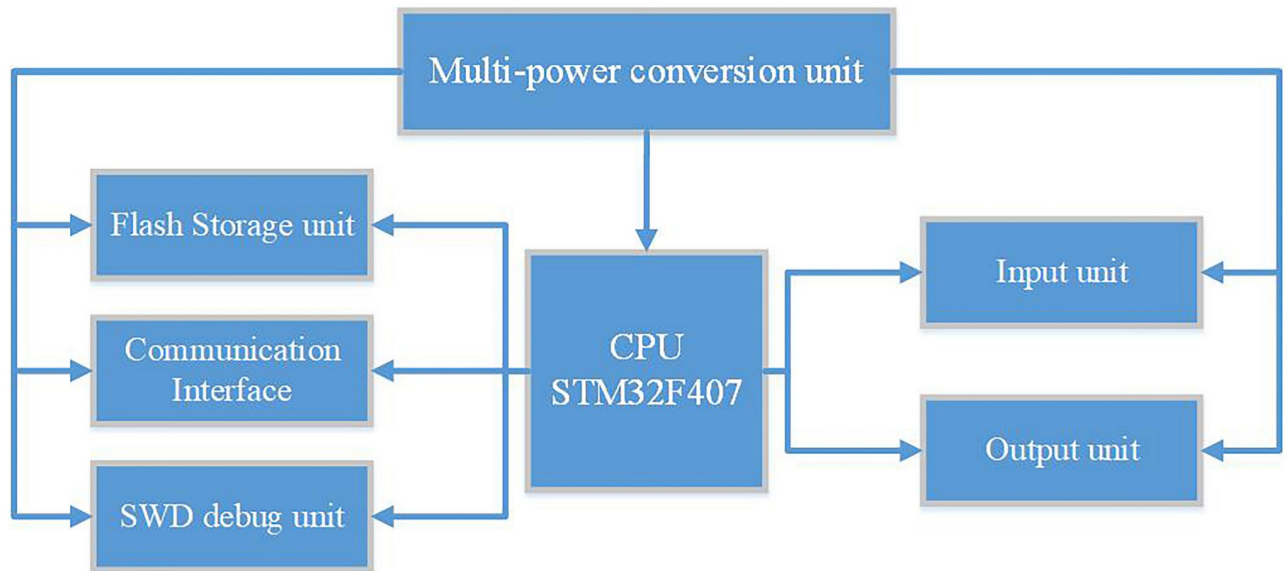 Multi-power conversion unit
Flash Storage unit
Communication
Interface
SWD debug unit
CPU
STM32F407
Input unit
Output unit